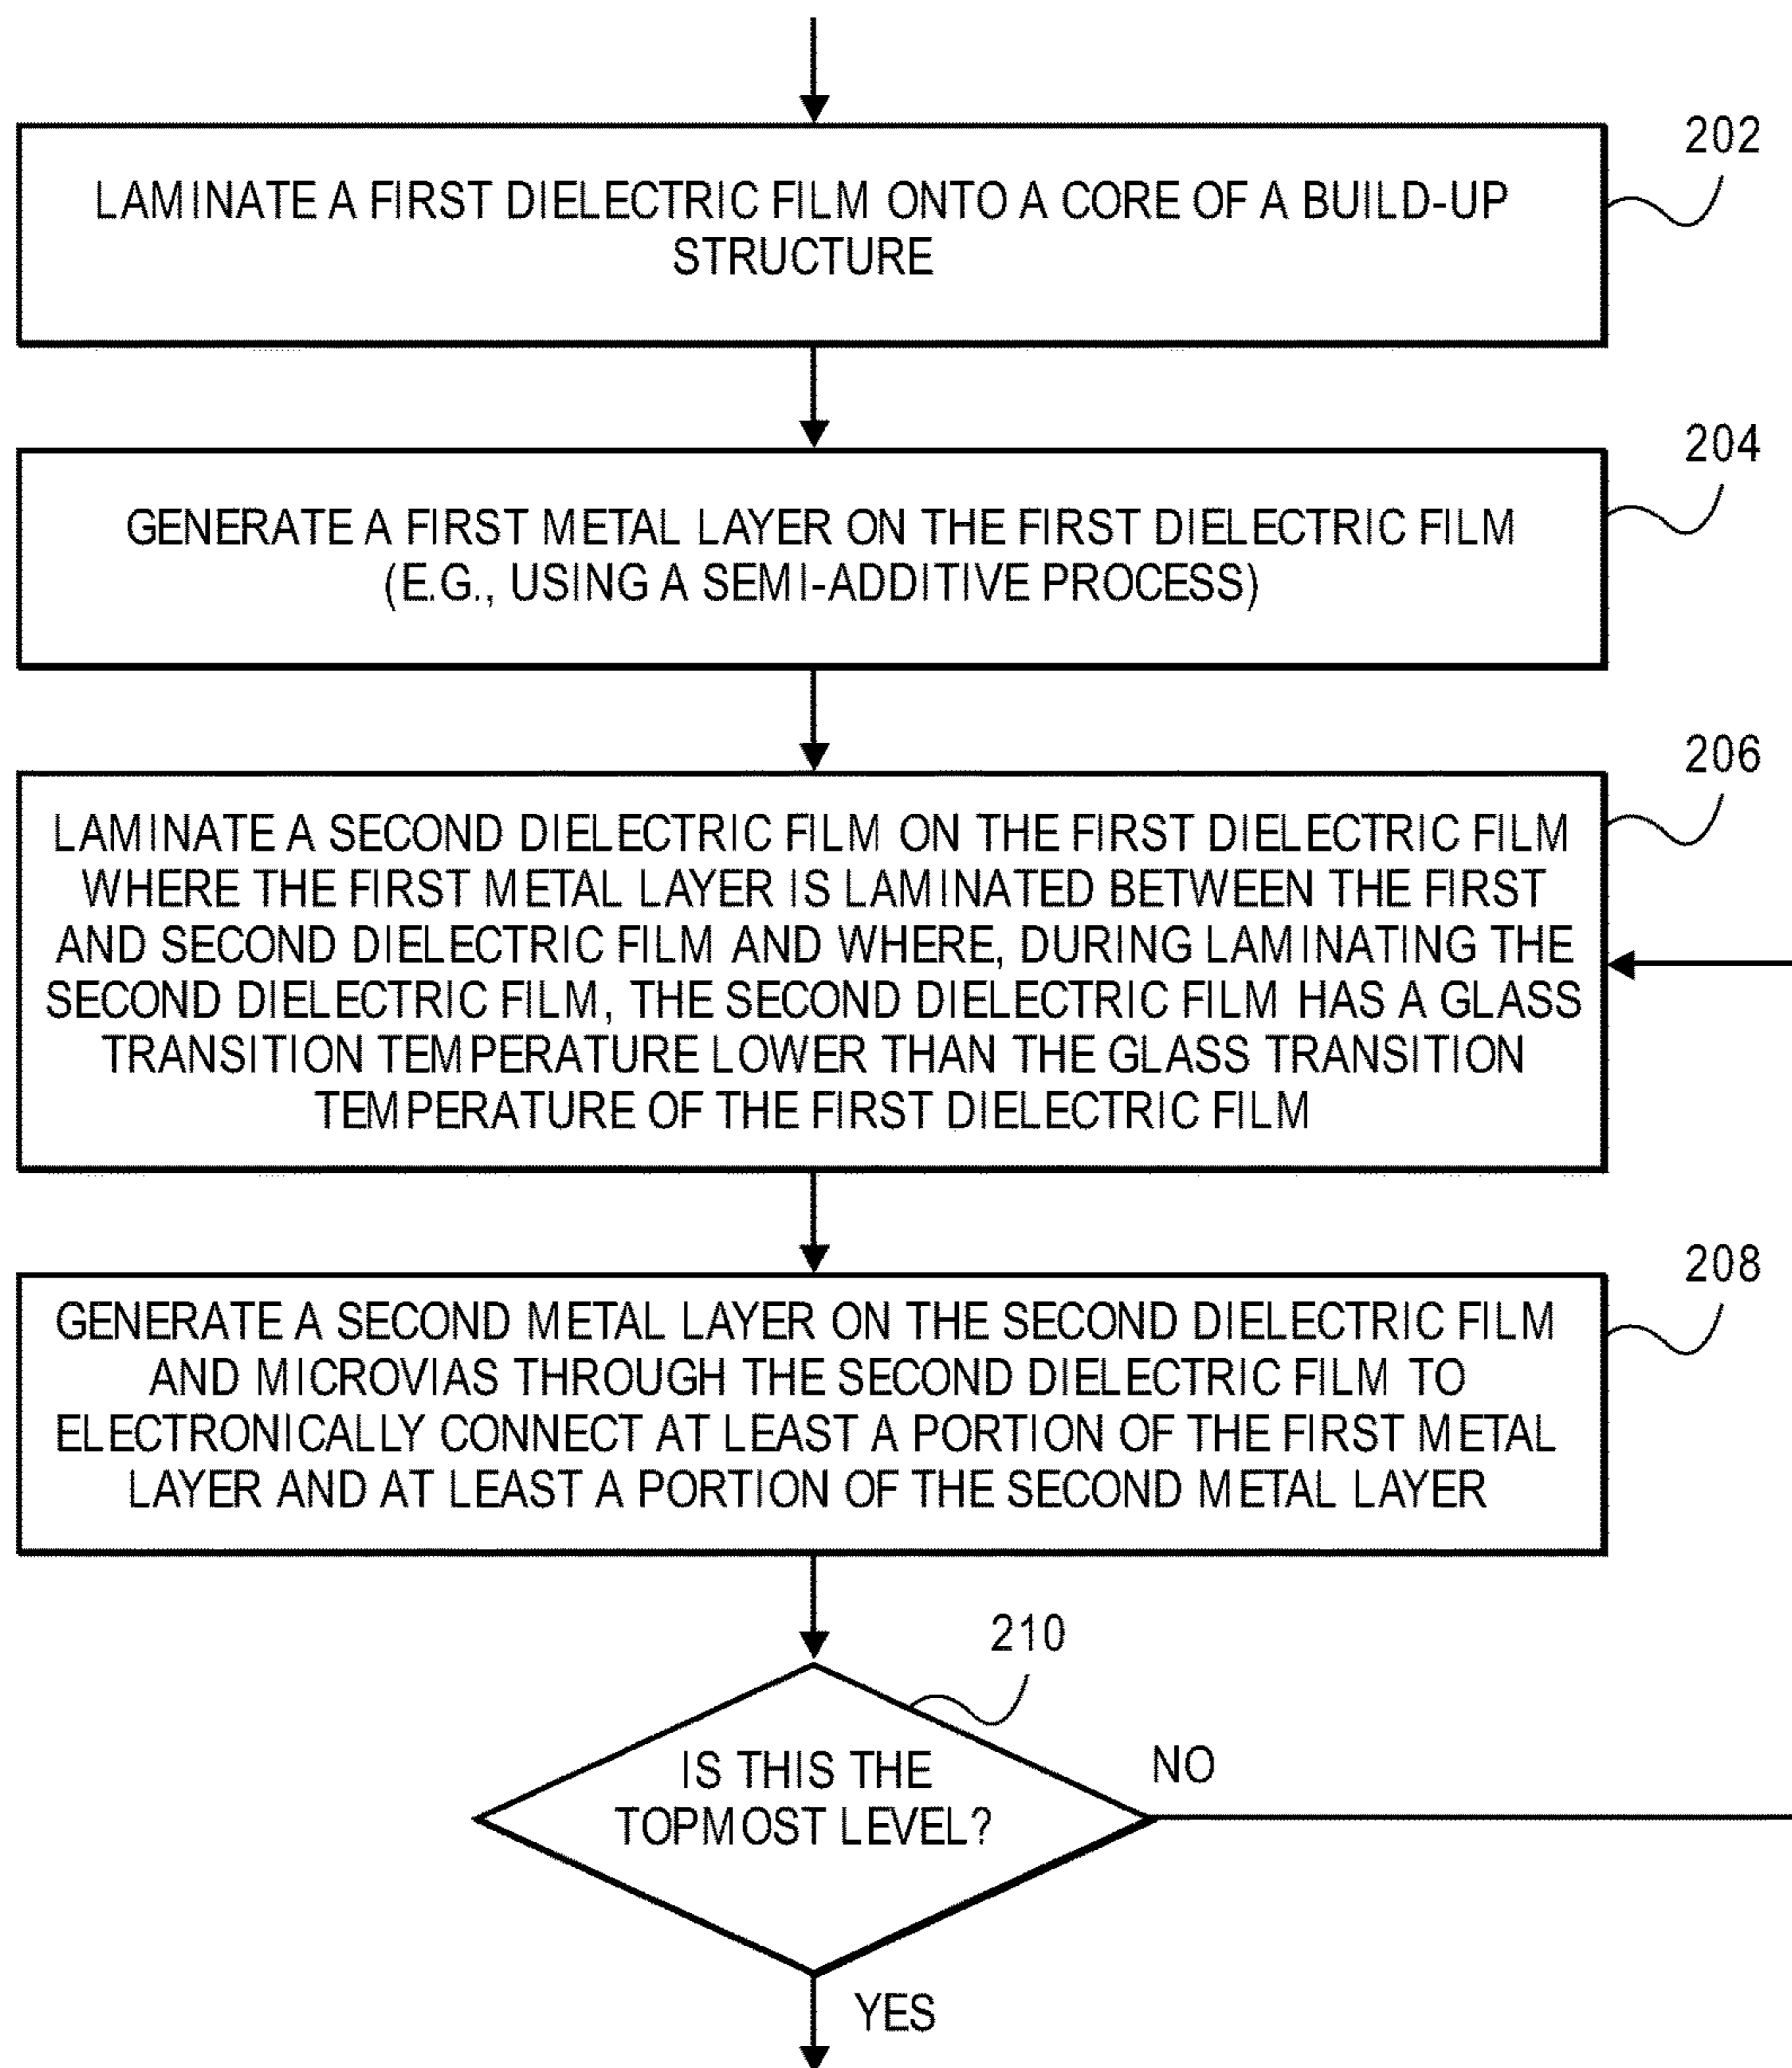 202
LAMINATE A FIRST DIELECTRIC FILM ONTO A CORE OF A BUILD-UP
STRUCTURE
204
GENERATE A FIRST METAL LAYER ON THE FIRST DIELECTRIC FILM
(E.G., USING A SEMI-ADDITIVE PROCESS)
206
LAMINATE A SECOND DIELECTRIC FILM ON THE FIRST DIELECTRIC FILM
WHERE THE FIRST METAL LAYER IS LAMINATED BETWEEN THE FIRST
AND SECOND DIELECTRIC FILM AND WHERE, DURING LAMINATING THE
SECOND DIELECTRIC FILM, THE SECOND DIELECTRIC FILM HAS A GLASS
TRANSITION TEMPERATURE LOWER THAN THE GLASS TRANSITION
TEMPERATURE OF THE FIRST DIELECTRIC FILM
208
GENERATE A SECOND METAL LAYER ON THE SECOND DIELECTRIC FILM
AND MICROVIAS THROUGH THE SECOND DIELECTRIC FILM TO
ELECTRONICALLY CONNECT AT LEAST A PORTION OF THE FIRST METAL
LAYER AND AT LEAST A PORTION OF THE SECOND METAL LAYER
210
IS THIS THE
TOPMOST LEVEL?
NO
YES